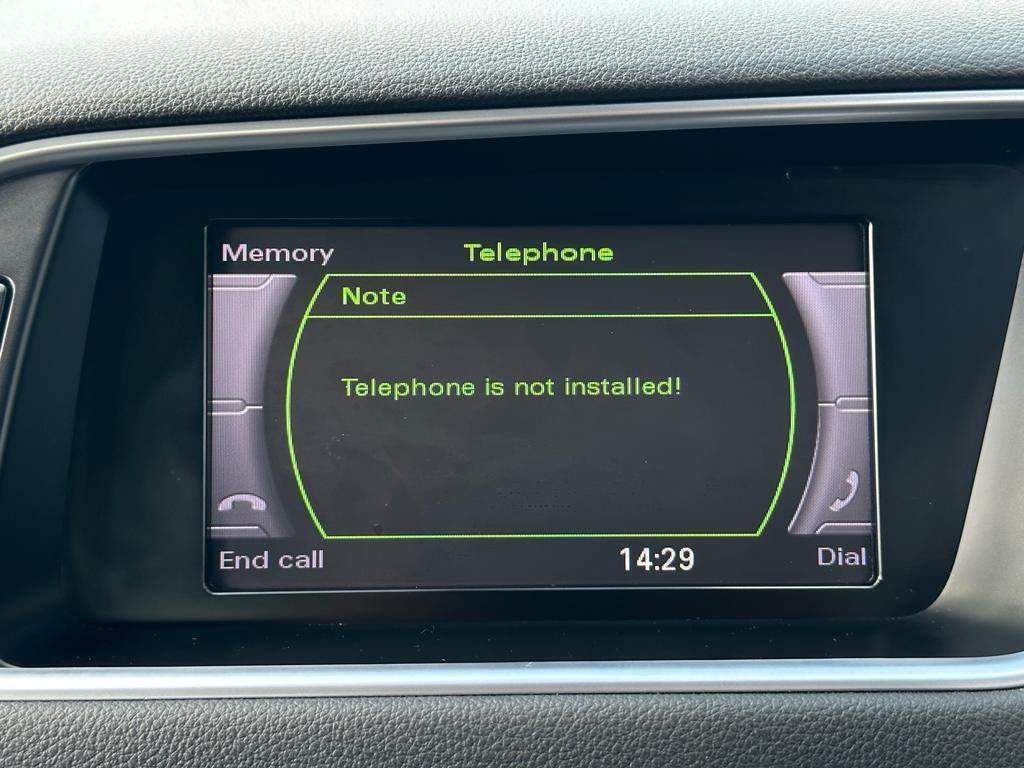 Memory Telephone
Note
Telephone is not installed!
End call 14:29 Dial